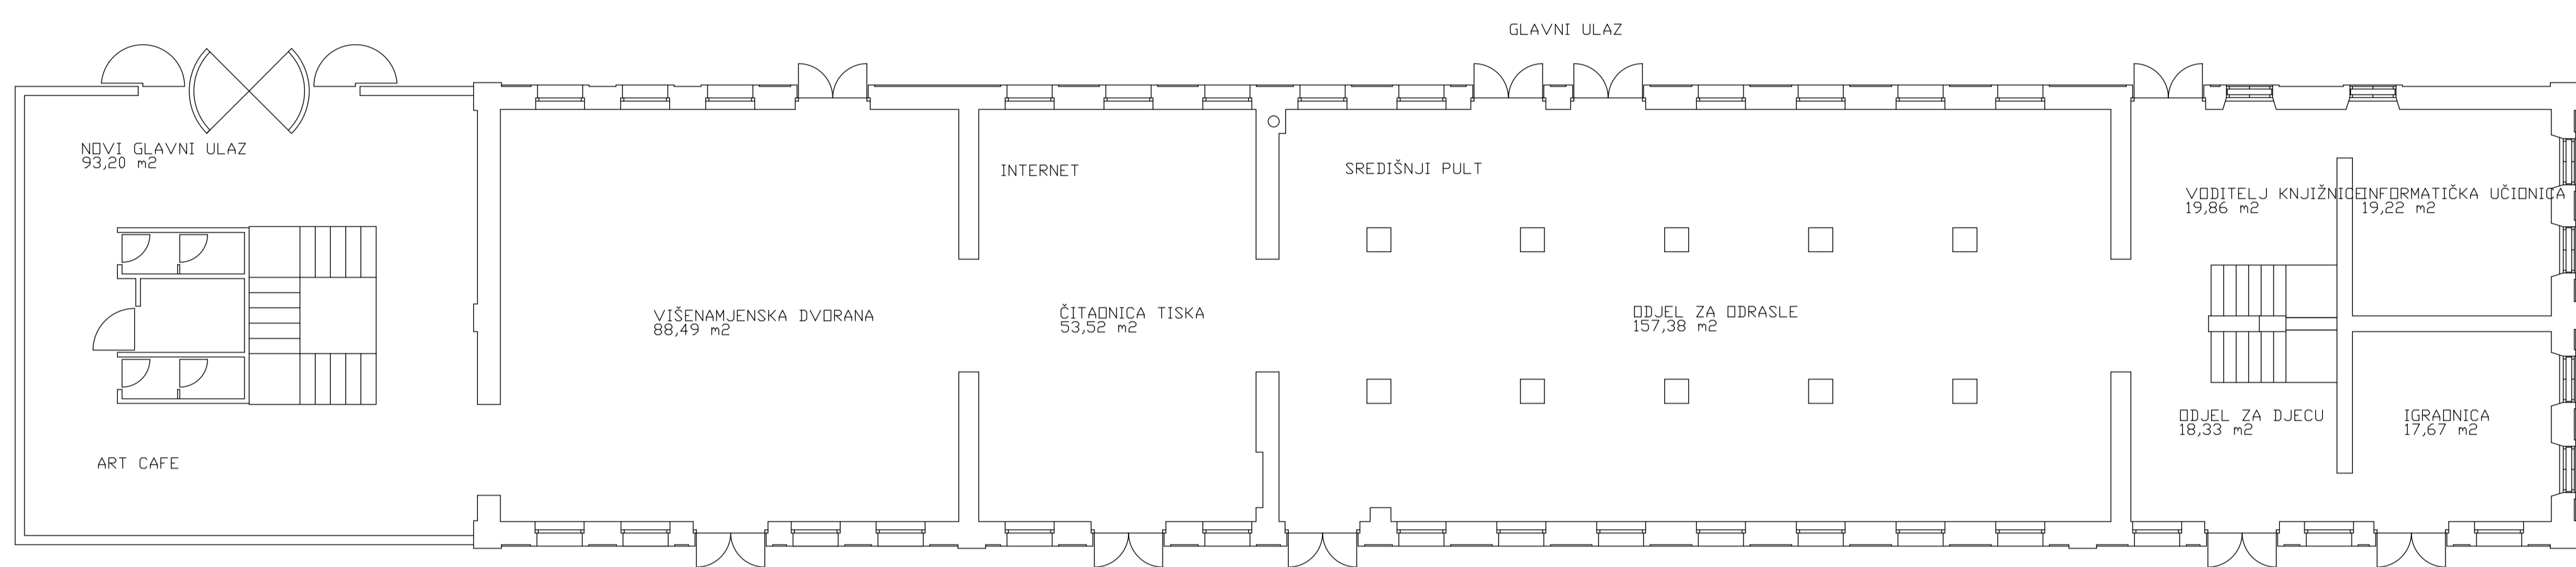 GLAVNI ULAZ
NOVI GLAVNI ULAZ
93,20 m2
INTERNET
SREDIŠNJI PULT
VODITELJ KNJIŽNICE
19,86 m2
INFORMATIČKA UČIONICA
19,22 m2
VIŠENAMJENSKA DVORANA
88,49 m2
ČITAONICA TISKA
53,52 m2
ODJEL ZA ODRASLE
157,38 m2
ODJEL ZA DJECU
18,33 m2
IGRAONICA
17,67 m2
ART CAFE